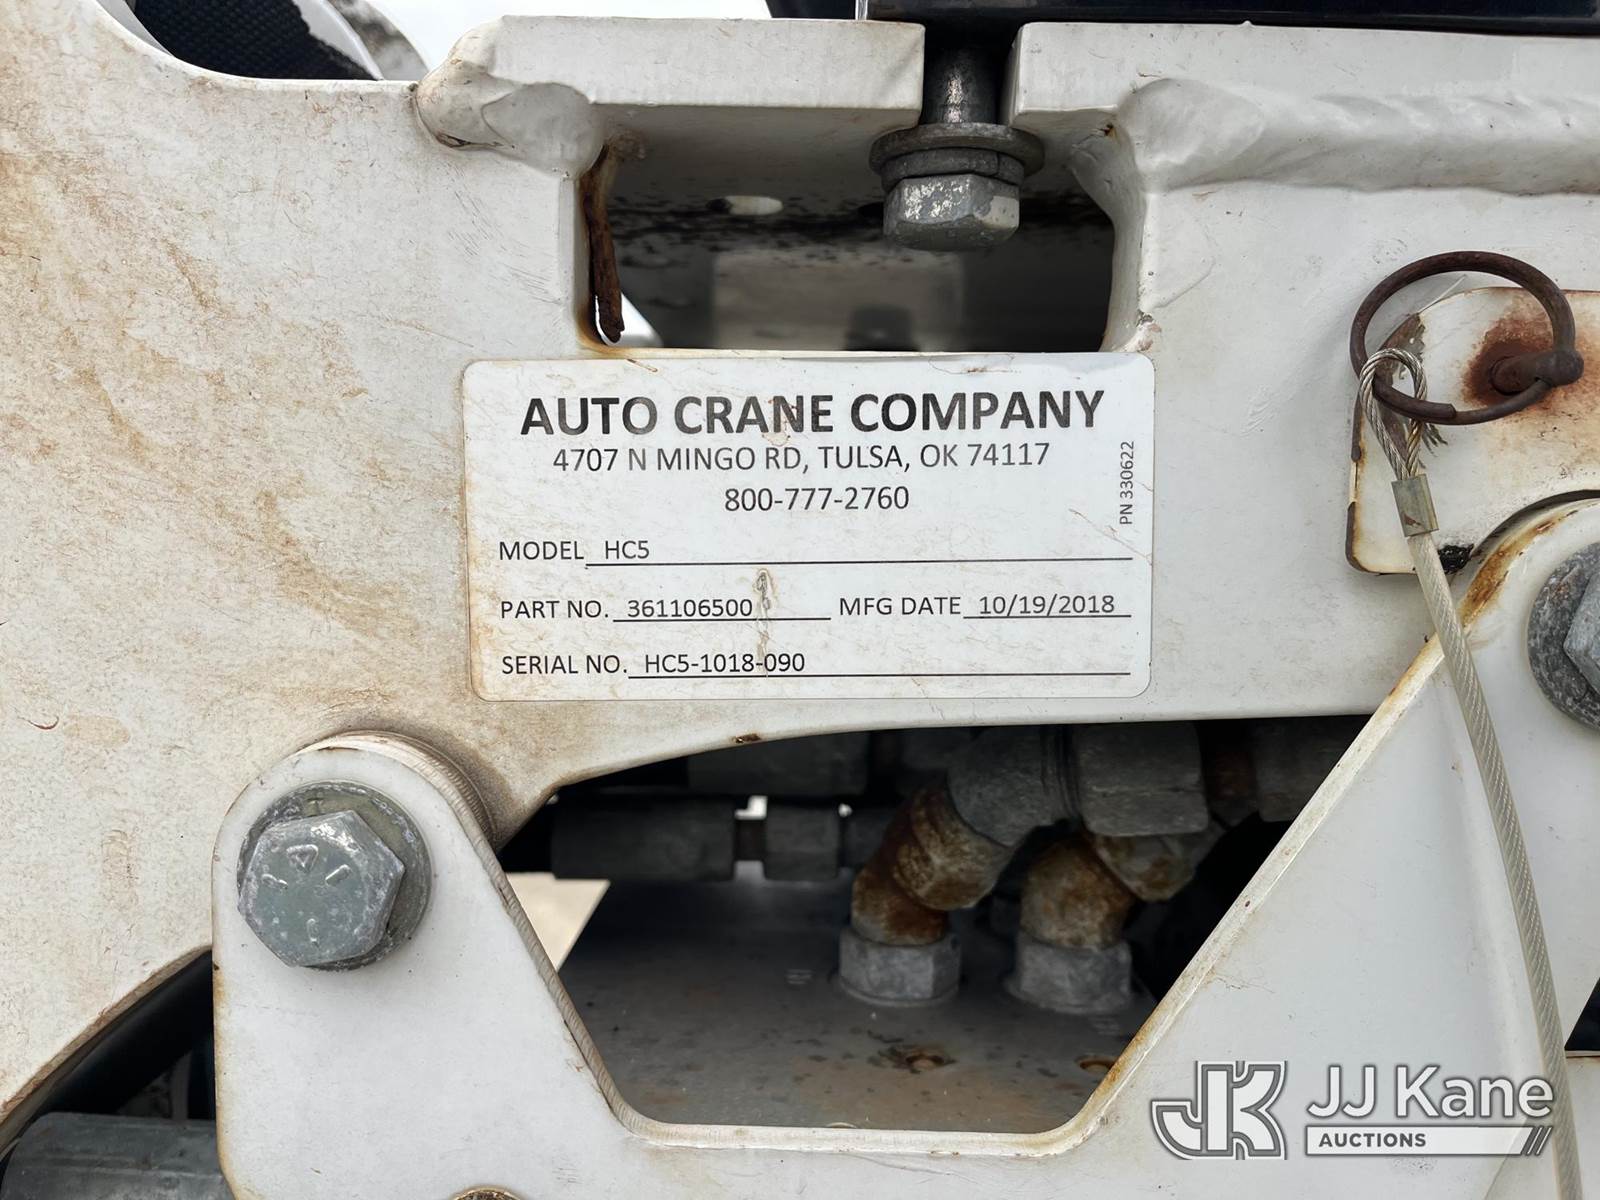 AUTO CRANE COMPANY
4707 N MINGO RD, TULSA, OK 74117
800-777-2760
PN 330622
MODEL HC5
PART NO. 361106500 MFG DATE 10/19/2018
SERIAL NO. HC5-1018-090
JK JJ Kane
AUCTIONS